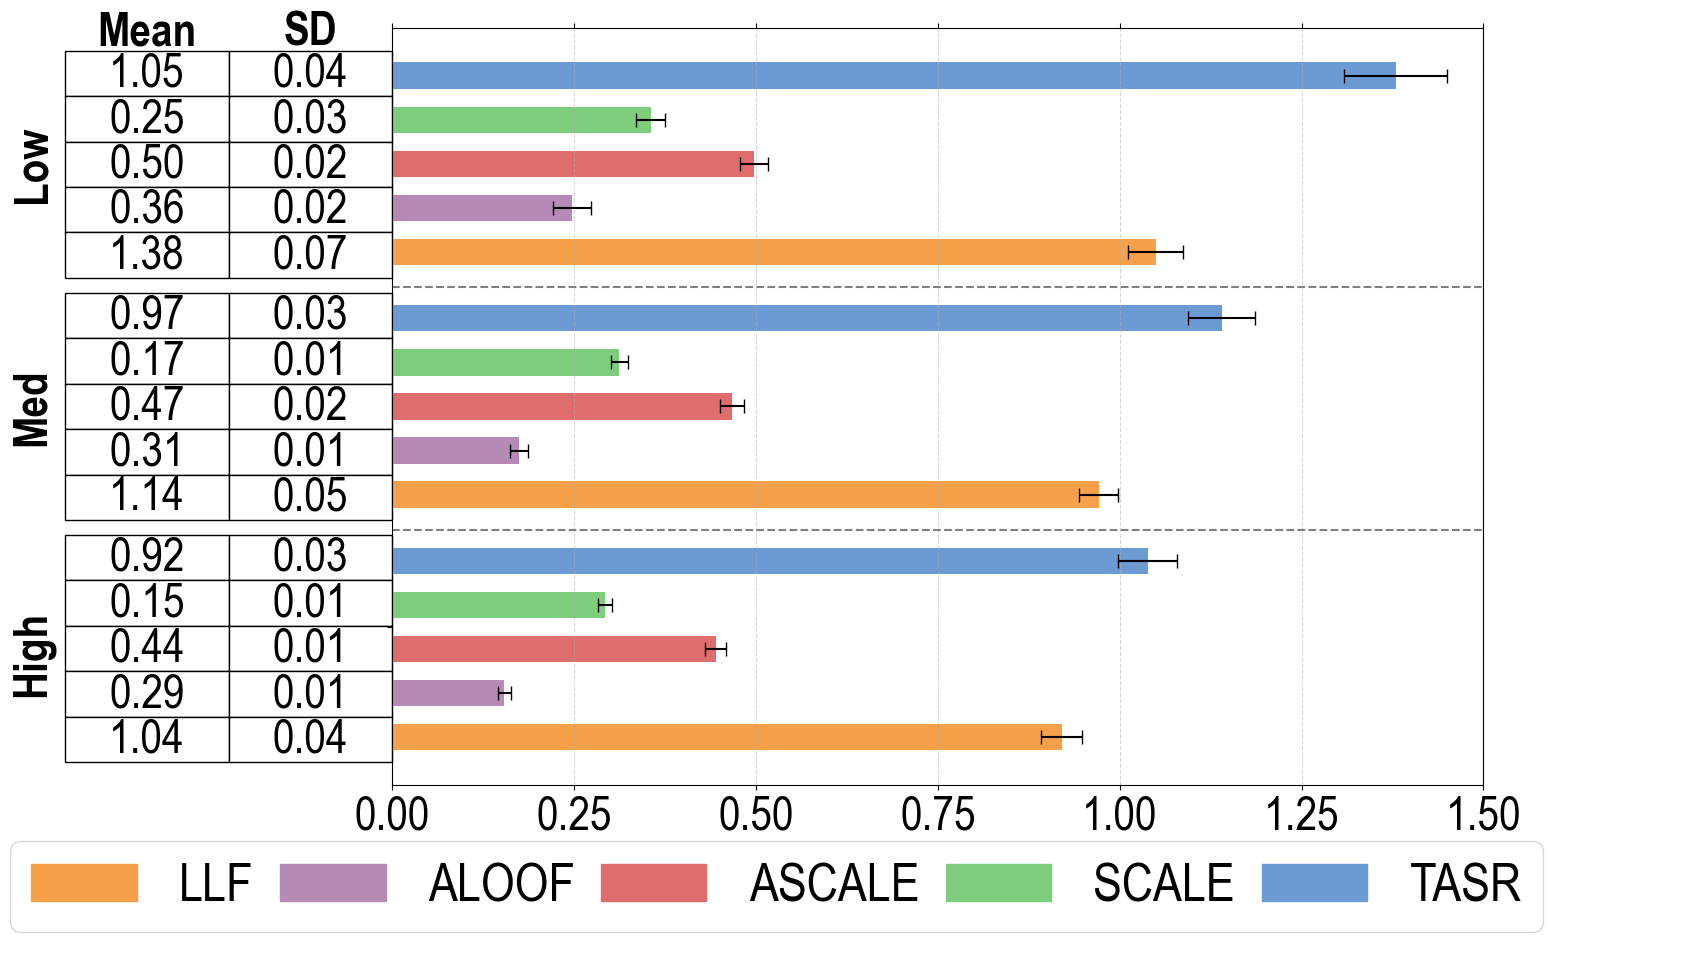 Mean SD
Low
1.05 0.04
0.25 0.03
0.50 0.02
0.36 0.02
1.38 0.07
Med
0.97 0.03
0.17 0.01
0.47 0.02
0.31 0.01
1.14 0.05
High
0.92 0.03
0.15 0.01
0.44 0.01
0.29 0.01
1.04 0.04
0.00 0.25 0.50 0.75 1.00 1.25 1.50
LLF ALOOF ASCALE SCALE TASR